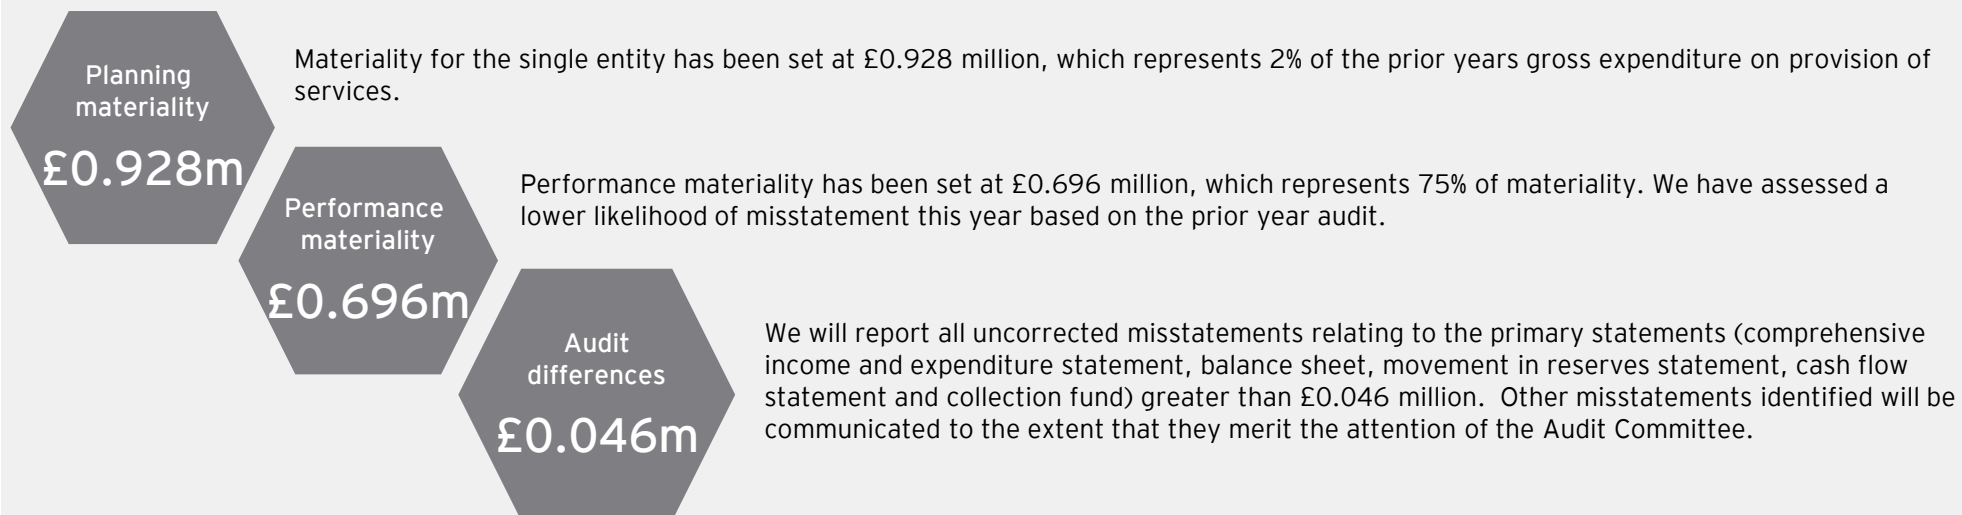 Planning
materiality
£0.928m
Materiality for the single entity has been set at £0.928 million, which represents 2% of the prior years gross expenditure on provision of
services.
Performance
materiality
£0.696m
Performance materiality has been set at £0.696 million, which represents 75% of materiality. We have assessed a
lower likelihood of misstatement this year based on the prior year audit.
Audit
differences
£0.046m
We will report all uncorrected misstatements relating to the primary statements (comprehensive
income and expenditure statement, balance sheet, movement in reserves statement, cash flow
statement and collection fund) greater than £0.046 million.  Other misstatements identified will be
communicated to the extent that they merit the attention of the Audit Committee.